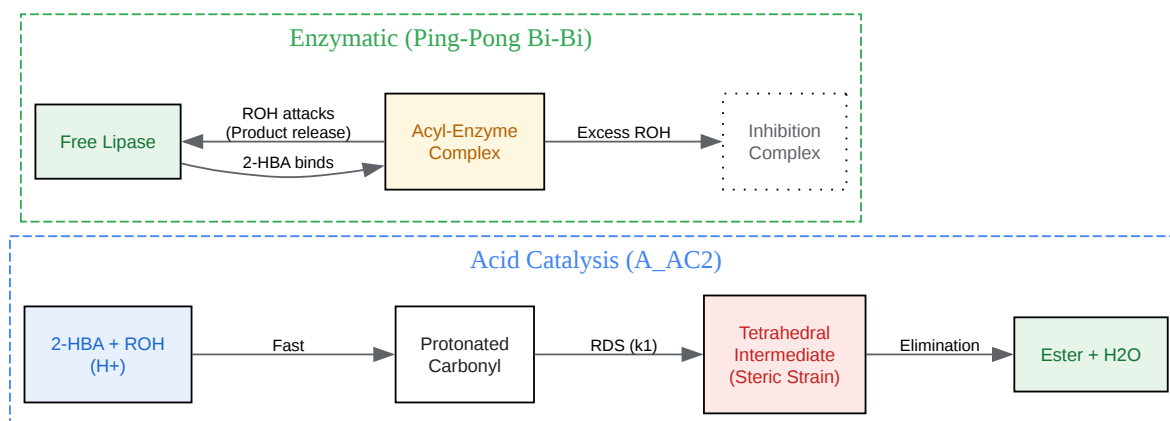 Enzymatic (Ping-Pong Bi-Bi)
Free Lipase
ROH attacks
(Product release)
2-HBA binds
Acyl-Enzyme
Complex
Excess ROH
Inhibition
Complex
Acid Catalysis (A_AC2)
2-HBA + ROH
(H+)
Fast
Protonated
Carbonyl
RDS (k1)
Tetrahedral
Intermediate
(Steric Strain)
Elimination
Ester + H2O